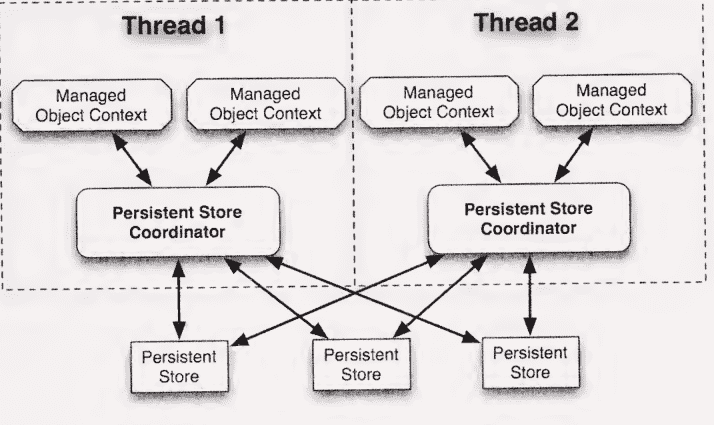 Thread 1
Thread 2
Managed
Object Context
Managed
Object Context
Managed
Object Context
Managed
Object Context
Persistent Store
Coordinator
Persistent Store
Coordinator
Persistent
Store
Persistent
Store
Persistent
Store